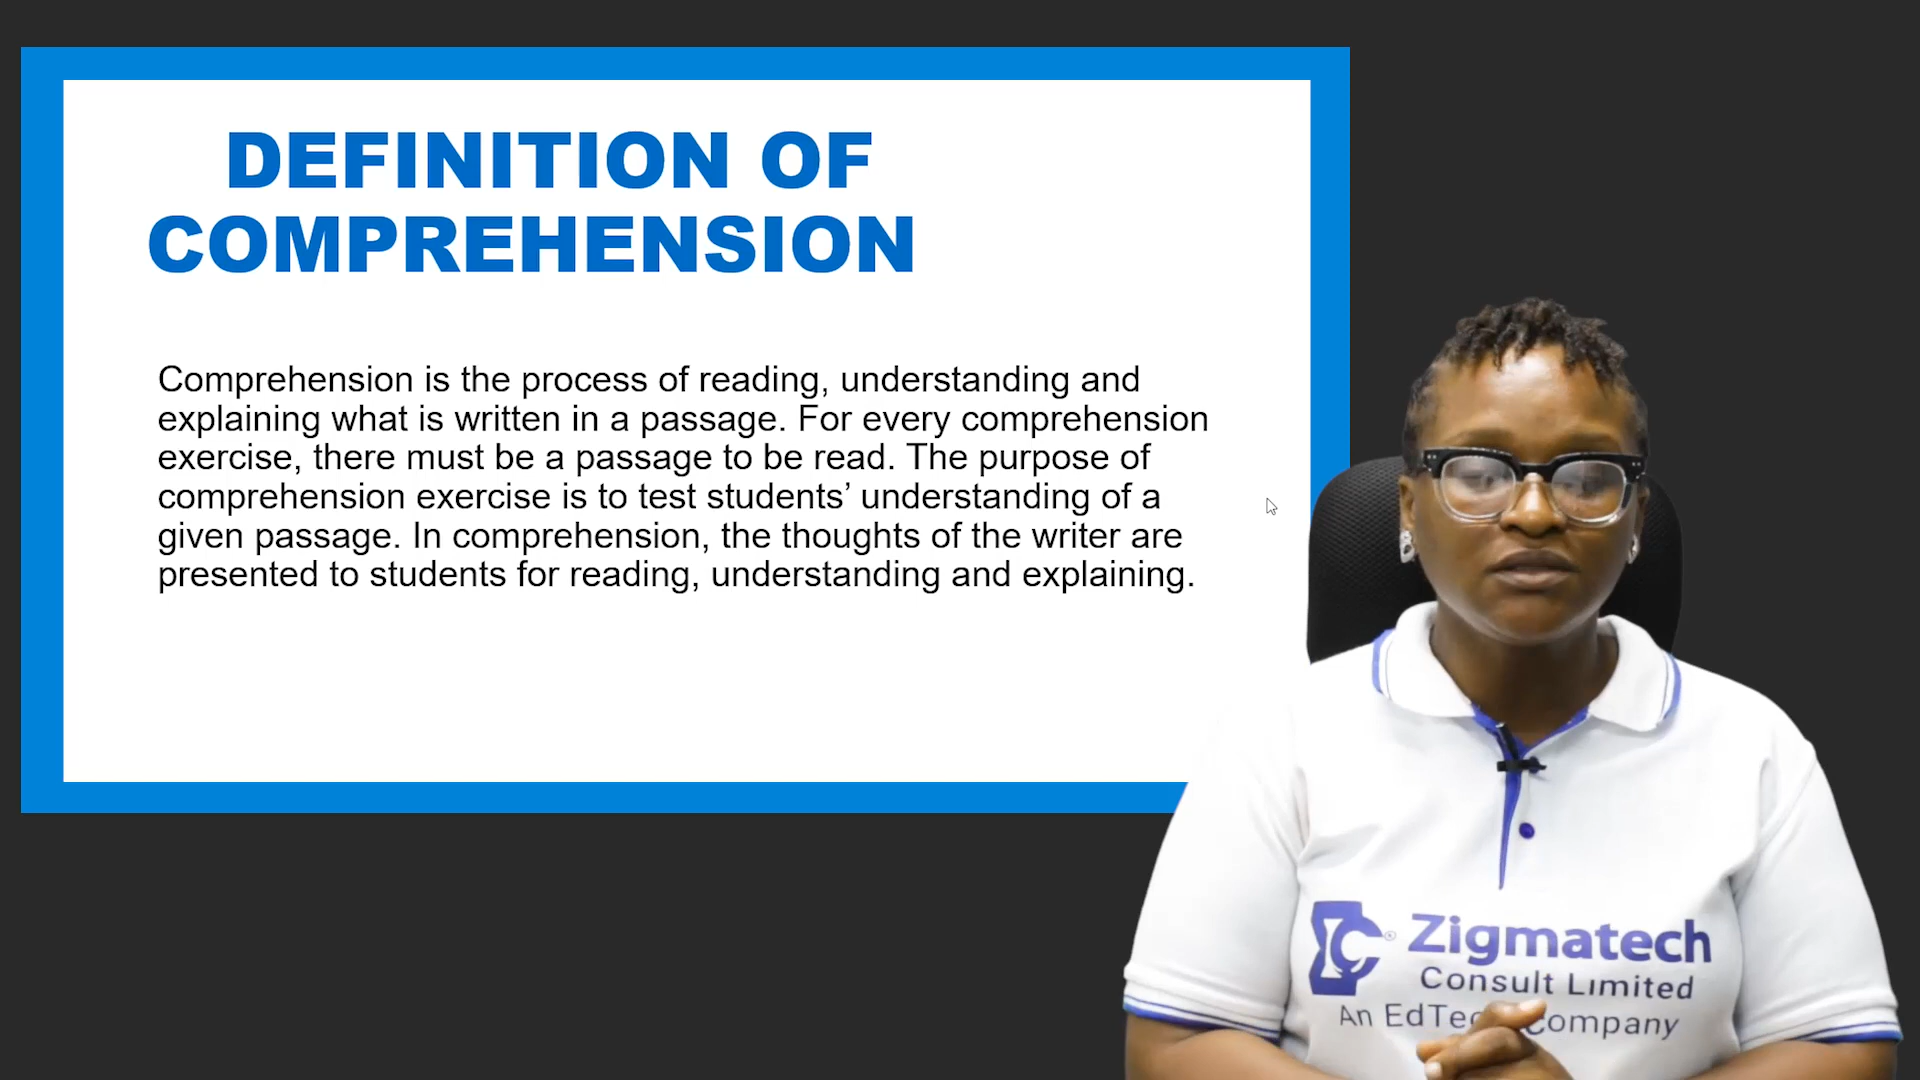 DEFINITION OF
COMPREHENSION
Comprehension is the process of reading, understanding and
explaining what is written in a passage. For every comprehension
exercise, there must be a passage to be read. The purpose of
comprehension exercise is to test students’ understanding of a
given passage. In comprehension, the thoughts of the writer are
presented to students for reading, understanding and explaining.
Zigmatech
Consult Limited
An EdTec Company